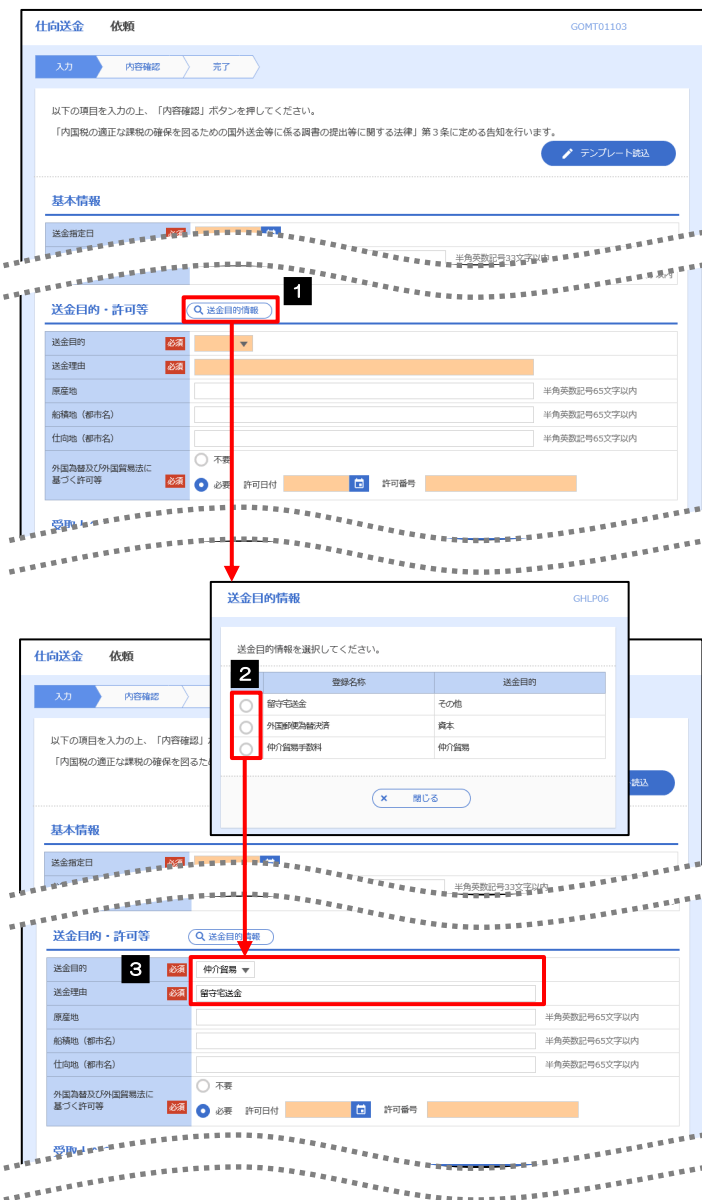 仕向送金 依頼 GOMT01103
入力 内容確認 完了
以下の項目を入力の上、「内容確認」ボタンを押してください。
「内国税の適正な課税の確保を図るための国外送金等に係る調書の提出等に関する法律」第3条に定める告知を行います。
テンプレート読込
基本情報
送金指定日 必須
半角英数記号33文字以内
1
送金目的・許可等 送金目的情報
送金目的 必須
送金理由 必須
原産地 半角英数記号65文字以内
船積地（都市名） 半角英数記号65文字以内
仕向地（都市名） 半角英数記号65文字以内
外国為替及び外国貿易法に
基づく許可等 必須
不要
必要 許可日付 許可番号
送金目的情報 GHLP06
送金目的情報を選択してください。
2
登録名称 送金目的
留守宅送金 その他
外国郵便為替決済 資本
仲介貿易手数料 仲介貿易
× 閉じる
仕向送金 依頼
入力 内容確認
以下の項目を入力の上、「内容確認」
「内国税の適正な課税の確保を図るため
読込
基本情報
送金指定日 必須
半角英数記号33文字以内
送金目的・許可等 送金目的情報
3
送金目的 必須 仲介貿易
送金理由 必須 留守宅送金
原産地 半角英数記号65文字以内
船積地（都市名） 半角英数記号65文字以内
仕向地（都市名） 半角英数記号65文字以内
外国為替及び外国貿易法に
基づく許可等 必須
不要
必要 許可日付 許可番号